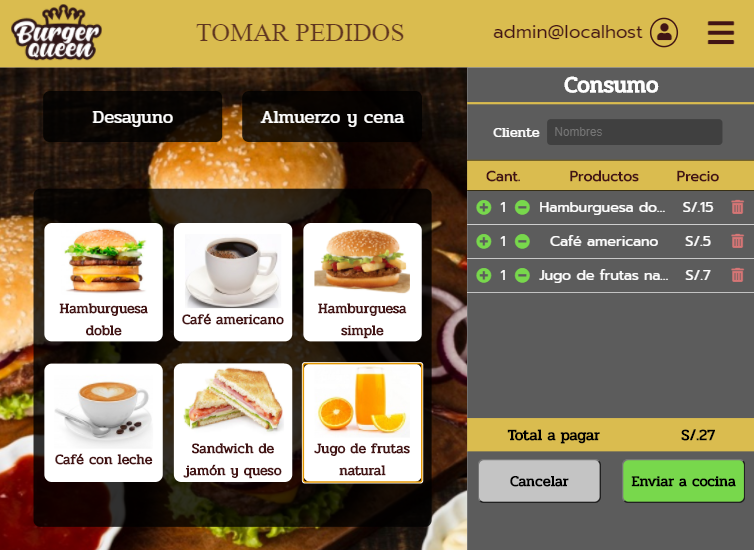 Burger
queen
TOMAR PEDIDOS
admin@localhost
Desayuno
Almuerzo y cena
Hamburguesa
doble
Café americano
Hamburguesa
simple
Café con leche
Sandwich de
jamón y queso
Jugo de frutas
natural
Consumo
Cliente Nombres
Cant. Productos Precio
1 Hamburguesa do... S/.15
1 Café americano S/.5
1 Jugo de frutas na... S/.7
Total a pagar S/.27
Cancelar
Enviar a cocina